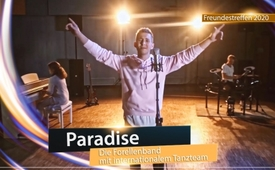 Freundestreffen 2020
Paradise
Die Forellenband
mit internationalem Tanzteam